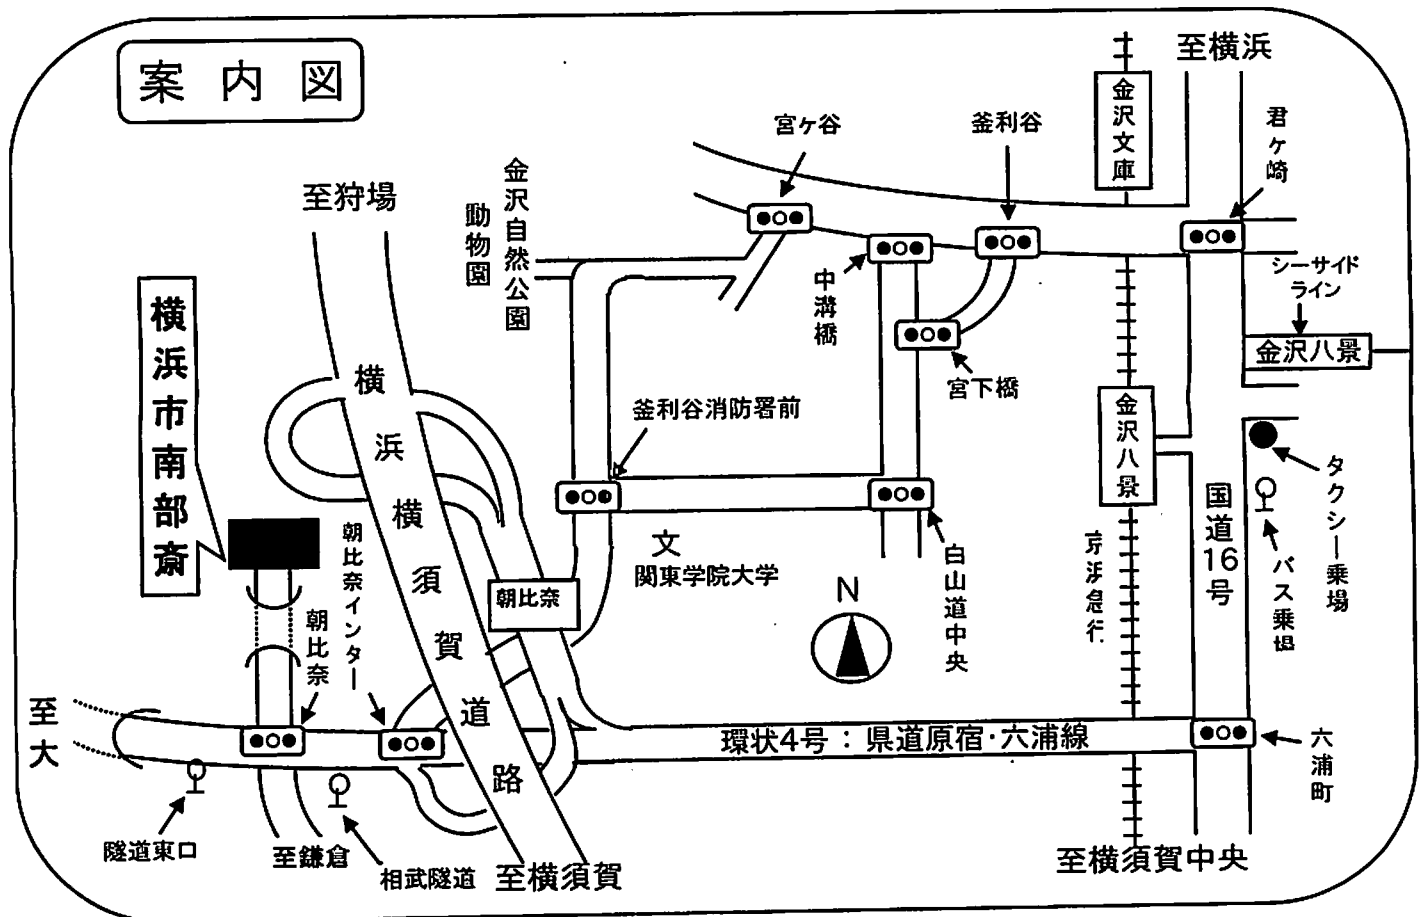 案内図
至横浜
金沢文庫
君ヶ崎
宮ヶ谷
釜利谷
金沢自然公園
動物園
至狩場
中溝橋
シーサイド
ライン
金沢八景
宮下橋
横浜市南部斎
横浜横須賀道路
釜利谷消防署前
金沢八景
タクシー乗場
国道16号
バス乗場
京浜急行
朝比奈インター
文
関東学院大学
白山道中央
N
朝比奈
朝比奈
至大
環状4号：県道原宿・六浦線
六浦町
隧道東口
至鎌倉
相武隧道
至横須賀
至横須賀中央